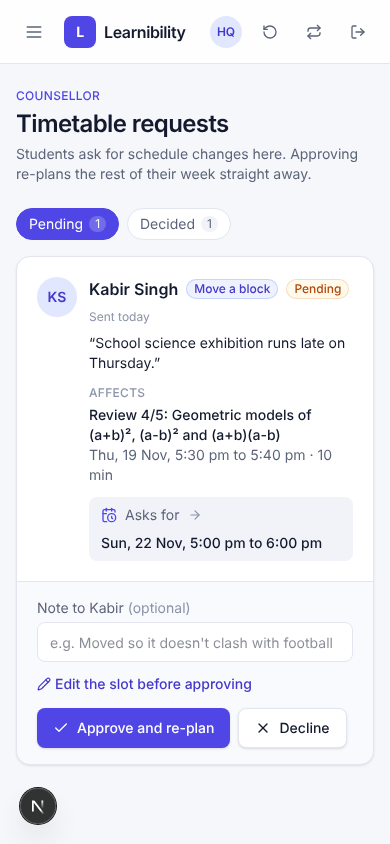 L Learnibility HQ
COUNSELLOR
Timetable requests
Students ask for schedule changes here. Approving
re-plans the rest of their week straight away.
Pending 1 Decided 1
KS Kabir Singh Move a block Pending
Sent today
“School science exhibition runs late on
Thursday.”
AFFECTS
Review 4/5: Geometric models of
(a+b)², (a-b)² and (a+b)(a-b)
Thu, 19 Nov, 5:30 pm to 5:40 pm · 10
min
Asks for →
Sun, 22 Nov, 5:00 pm to 6:00 pm
Note to Kabir (optional)
e.g. Moved so it doesn't clash with football
Edit the slot before approving
Approve and re-plan Decline
N